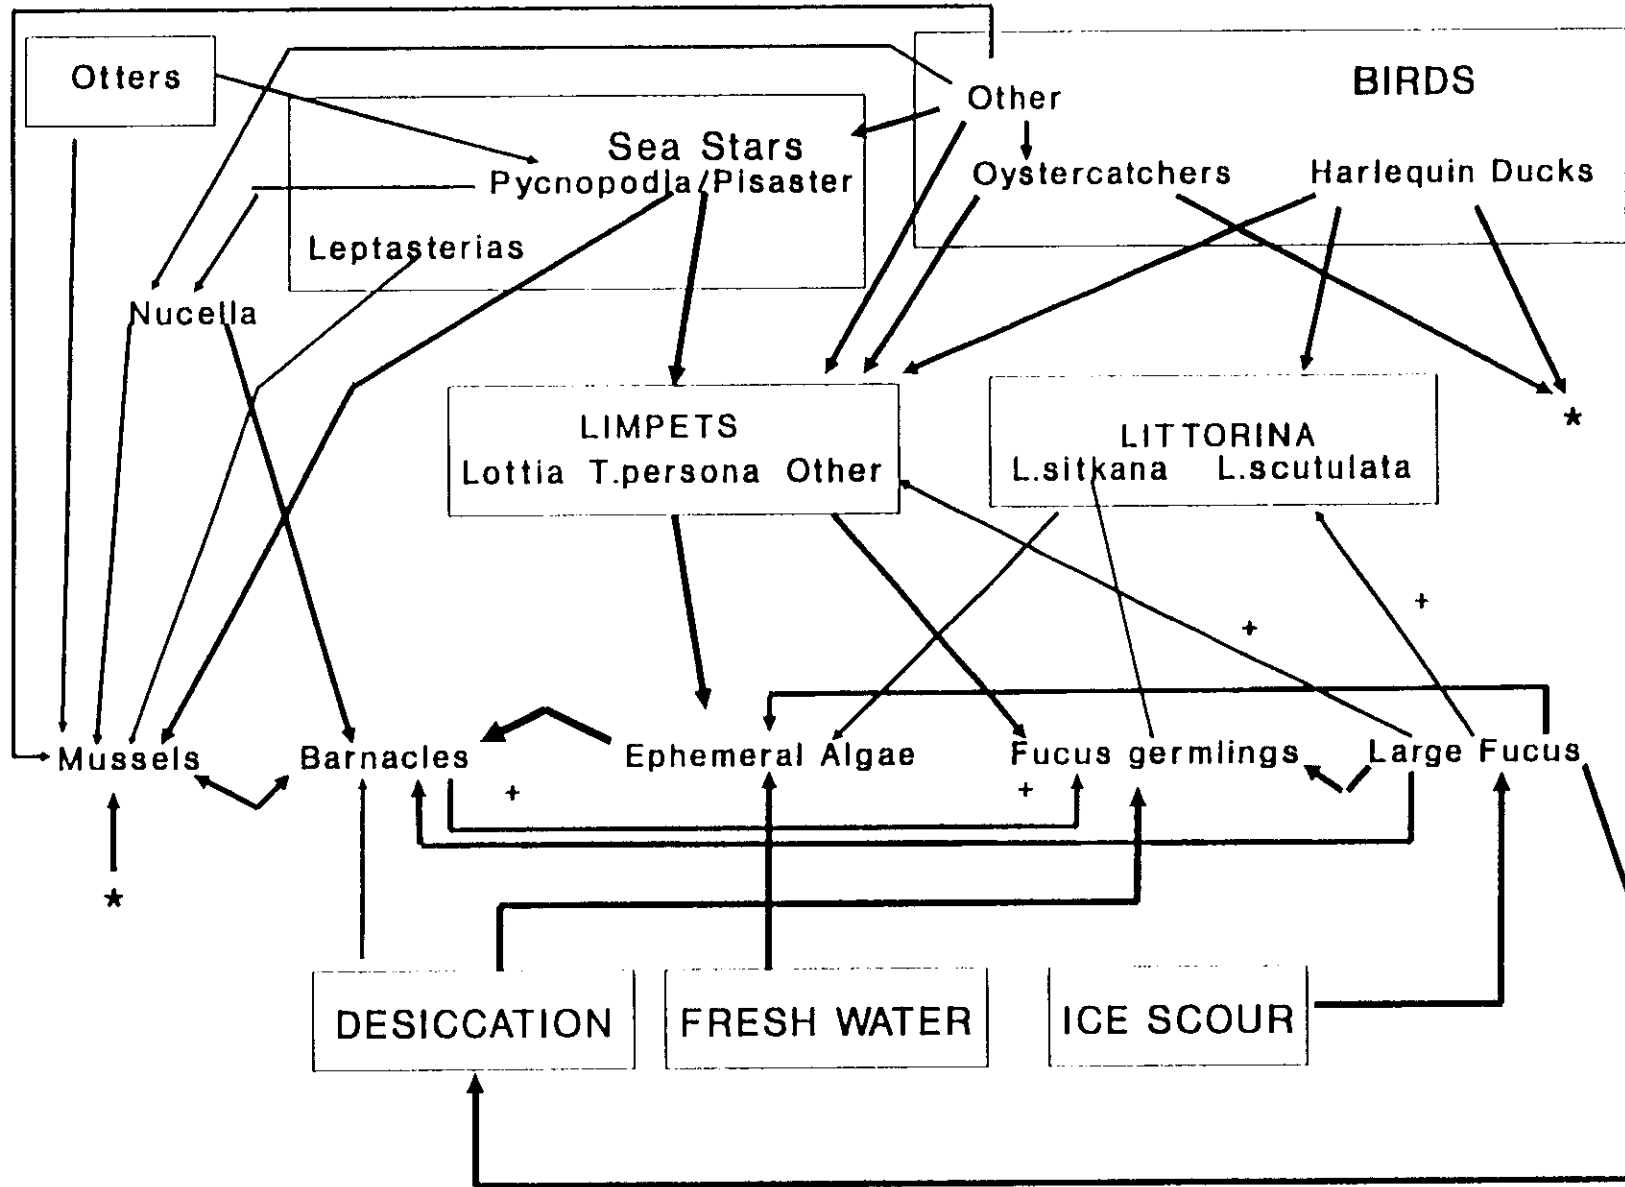 Otters
BIRDS
Other
Sea Stars
Pycnopodia/Pisaster
Oystercatchers
Harlequin Ducks
Leptasterias
Nucella
LIMPETS
Lottia T.persona Other
LITTORINA
L.sitkana L.scutulata
*
+
+
Mussels
Barnacles
Ephemeral Algae
Fucus germlings
Large Fucus
+
+
*
DESICCATION
FRESH WATER
ICE SCOUR